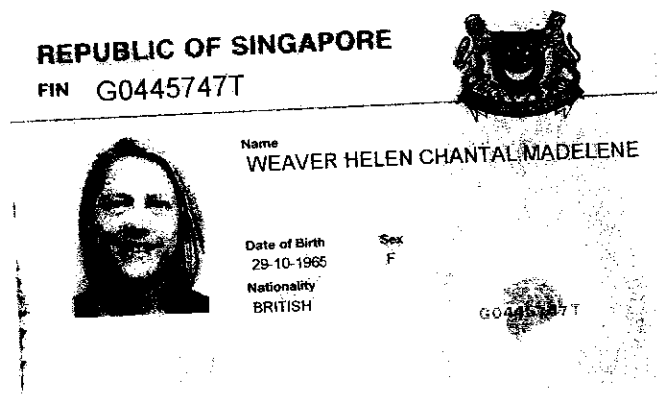 REPUBLIC OF SINGAPORE
FIN G0445747T
Name
WEAVER HELEN CHANTAL MADELENE
Date of Birth Sex
29-10-1965 F
Nationality
BRITISH
G0445747T